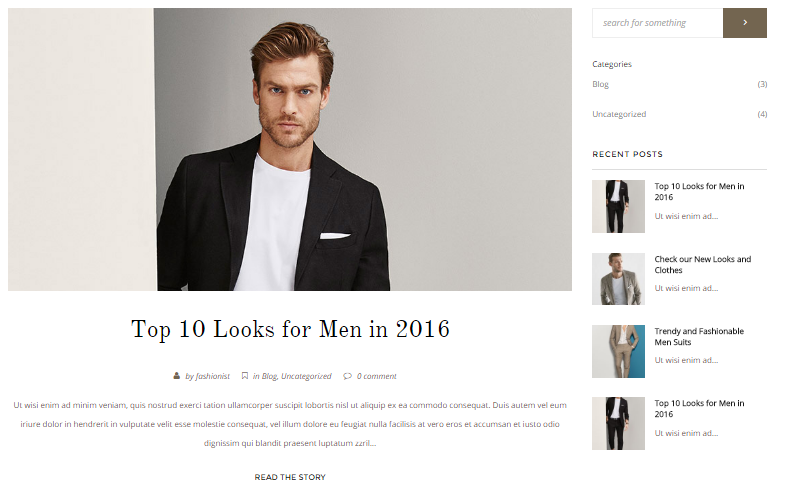 search for something
Categories
Blog (3)
Uncategorized (4)
RECENT POSTS
Top 10 Looks for Men in
2016
Ut wisi enim ad...
Check our New Looks and
Clothes
Ut wisi enim ad...
Trendy and Fashionable
Men Suits
Ut wisi enim ad...
Top 10 Looks for Men in
2016
Ut wisi enim ad...
Top 10 Looks for Men in 2016
by fashionist in Blog, Uncategorized 0 comment
Ut wisi enim ad minim veniam, quis nostrud exerci tation ullamcorper suscipit lobortis nisl ut aliquip ex ea commodo consequat. Duis autem vel eum
iriure dolor in hendrerit in vulputate velit esse molestie consequat, vel illum dolore eu feugiat nulla facilisis at vero eros et accumsan et iusto odio
dignissim qui blandit praesent luptatum zzril...
READ THE STORY